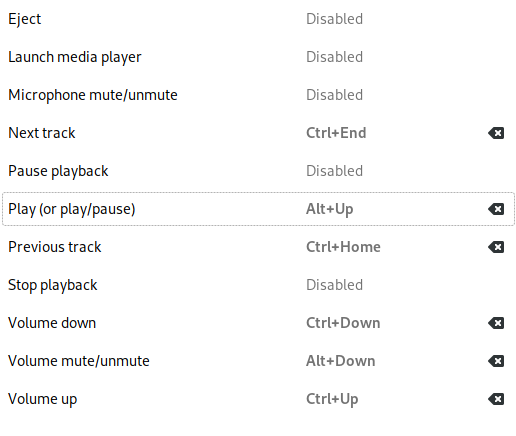 Eject Disabled
Launch media player Disabled
Microphone mute/unmute Disabled
Next track Ctrl+End
Pause playback Disabled
Play (or play/pause) Alt+Up
Previous track Ctrl+Home
Stop playback Disabled
Volume down Ctrl+Down
Volume mute/unmute Alt+Down
Volume up Ctrl+Up